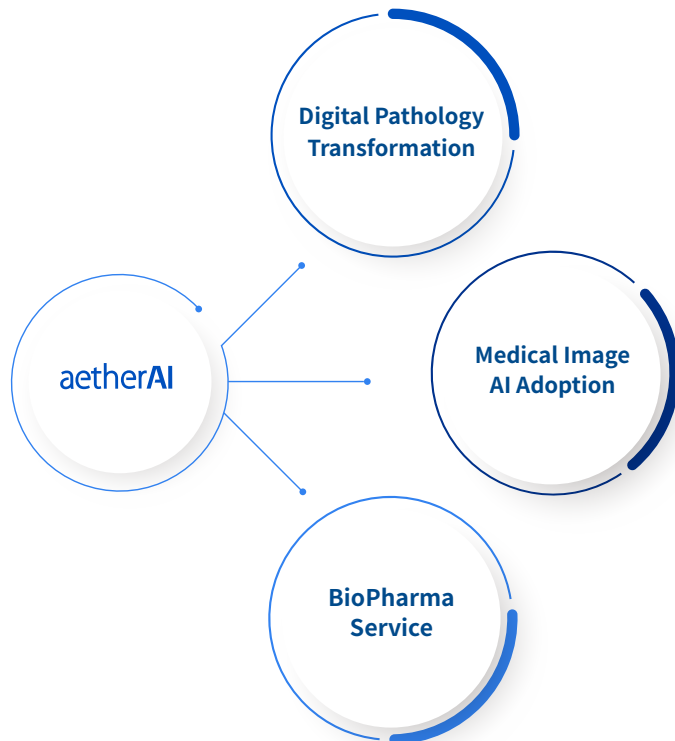 Digital Pathology
Transformation
aetherAI
Medical Image
AI Adoption
BioPharma
Service